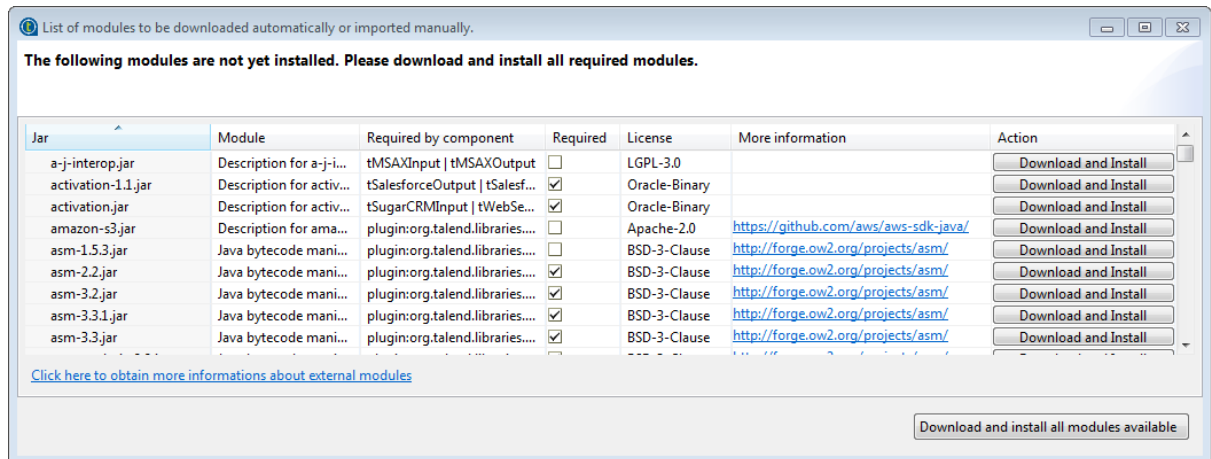 List of modules to be downloaded automatically or imported manually.
The following modules are not yet installed. Please download and install all required modules.
Jar Module Required by component Required License More information Action
a-j-interop.jar Description for a-j-i... tMSAXInput | tMSAXOutput LGPL-3.0 Download and Install
activation-1.1.jar Description for activ... tSalesforceOutput | tSalesf... Oracle-Binary Download and Install
activation.jar Description for activ... tSugarCRMInput | tWebSe... Oracle-Binary Download and Install
amazon-s3.jar Description for ama... plugin:org.talend.libraries.... Apache-2.0 https://github.com/aws/aws-sdk-java/ Download and Install
asm-1.5.3.jar Java bytecode mani... plugin:org.talend.libraries.... BSD-3-Clause http://forge.ow2.org/projects/asm/ Download and Install
asm-2.2.jar Java bytecode mani... plugin:org.talend.libraries.... BSD-3-Clause http://forge.ow2.org/projects/asm/ Download and Install
asm-3.2.jar Java bytecode mani... plugin:org.talend.libraries.... BSD-3-Clause http://forge.ow2.org/projects/asm/ Download and Install
asm-3.3.1.jar Java bytecode mani... plugin:org.talend.libraries.... BSD-3-Clause http://forge.ow2.org/projects/asm/ Download and Install
asm-3.3.jar Java bytecode mani... plugin:org.talend.libraries.... BSD-3-Clause http://forge.ow2.org/projects/asm/ Download and Install
Click here to obtain more informations about external modules
Download and install all modules available